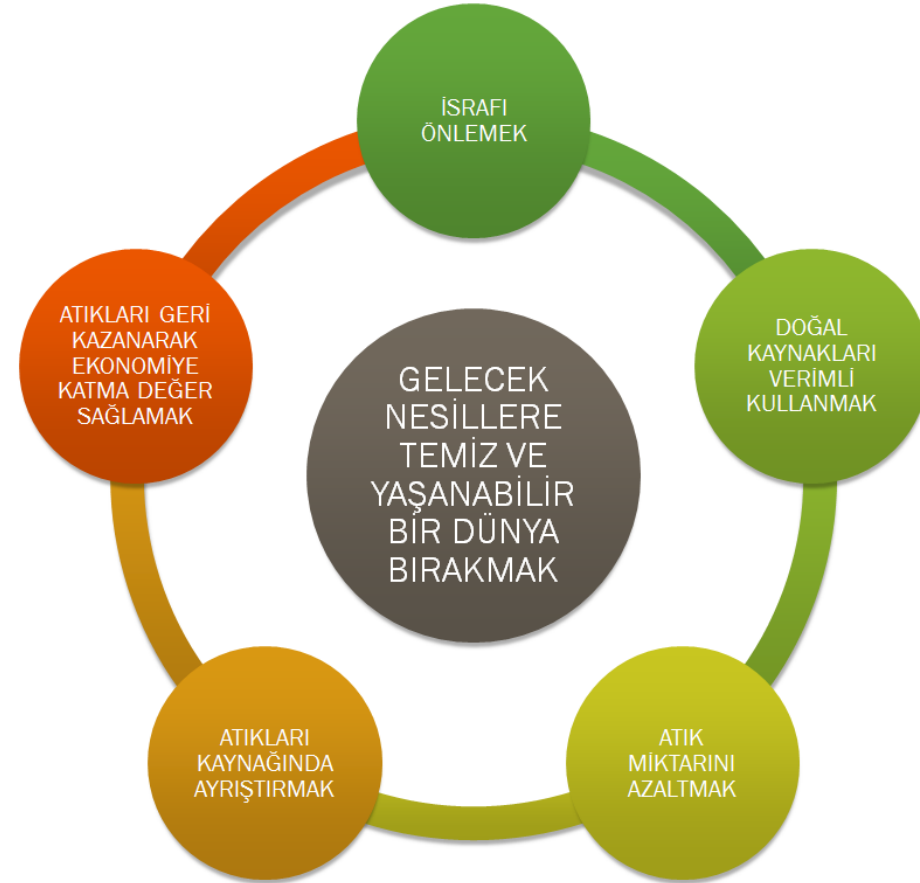 İSRAFI
ÖNLEMEK
DOĞAL
KAYNAKLARI
VERİMLİ
KULLANMAK
ATIK
MİKTARINI
AZALTMAK
ATIKLARI
KAYNAĞINDA
AYRIŞTIRMAK
ATIKLARI GERİ
KAZANARAK
EKONOMİYE
KATMA DEĞER
SAĞLAMAK
GELECEK
NESİLLERE
TEMİZ VE
YAŞANABİLİR
BİR DÜNYA
BIRAKMAK